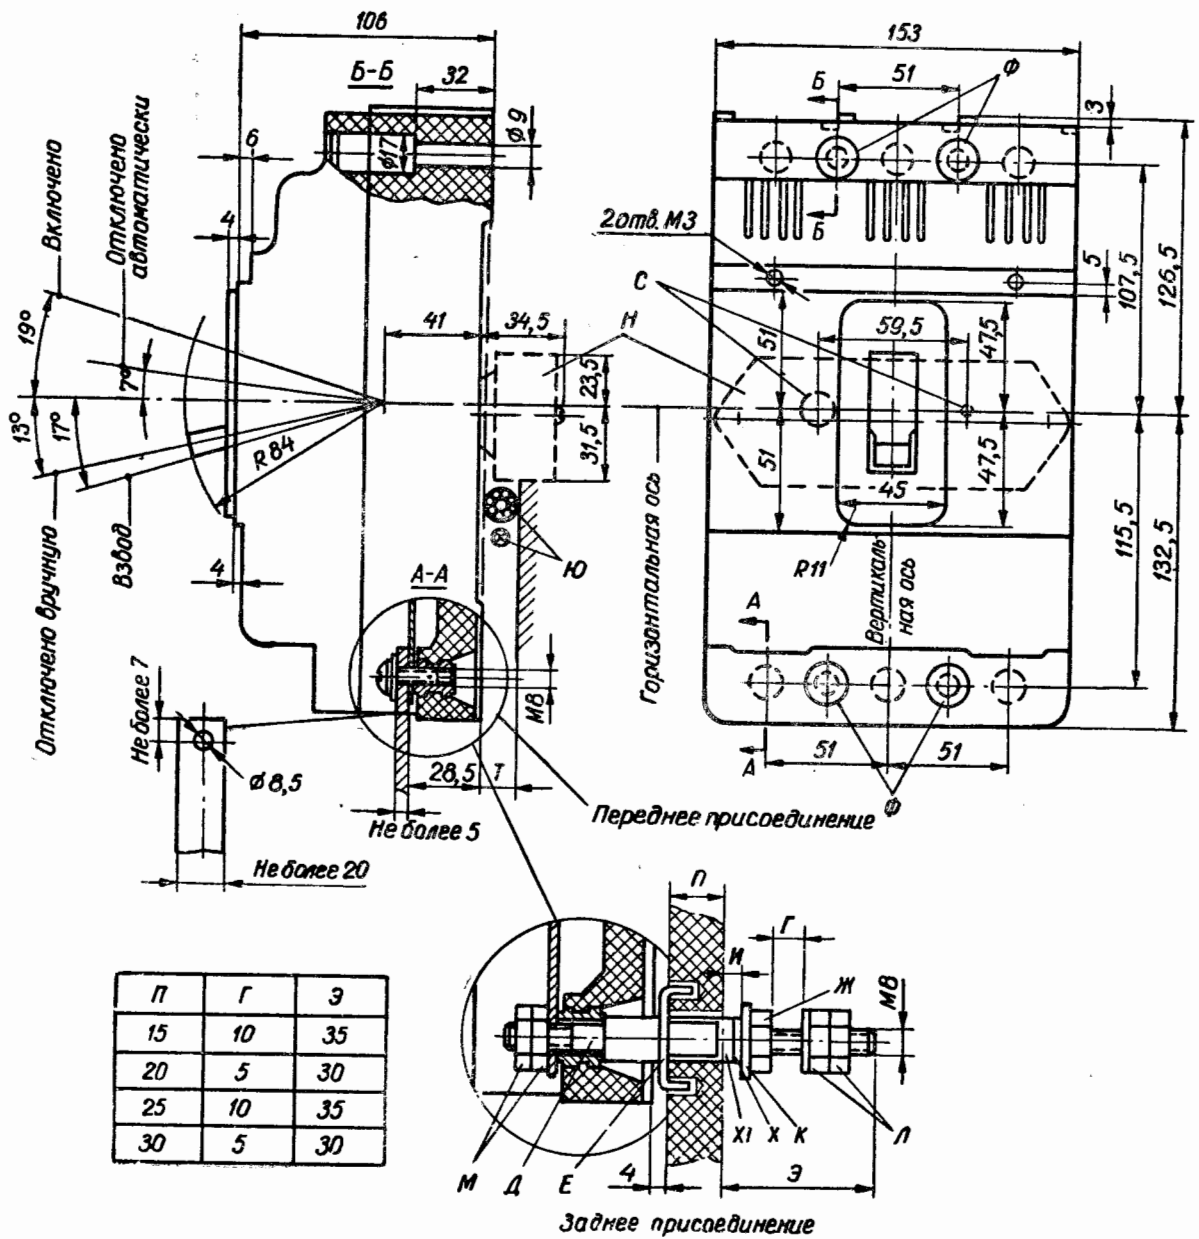 106
Б-Б
32
Ø17
Ø9
6
4
Включено
Отключено
автоматически
19°
7°
13°
17°
R84
41
34,5
23,5
31,5
Н
Отключено вручную
Взвод
4
А-А
Ю
М8
28,5
Т
Не более 5
Не более 7
Ø8,5
Не более 20
Переднее присоединение
Горизонтальная ось
153
Б
51
Ф
3
Б
2отв. М3
С
5
107,5
126,5
51
59,5
47,5
51
47,5
45
R11
Вертикаль
ная ось
115,5
132,5
А
А
51
51
Ф
П Г Э
15 10 35
20 5 30
25 10 35
30 5 30
П
Г
И
Ж
М8
М
Д
Е
4
Х1
Х
К
Л
Э
Заднее присоединение